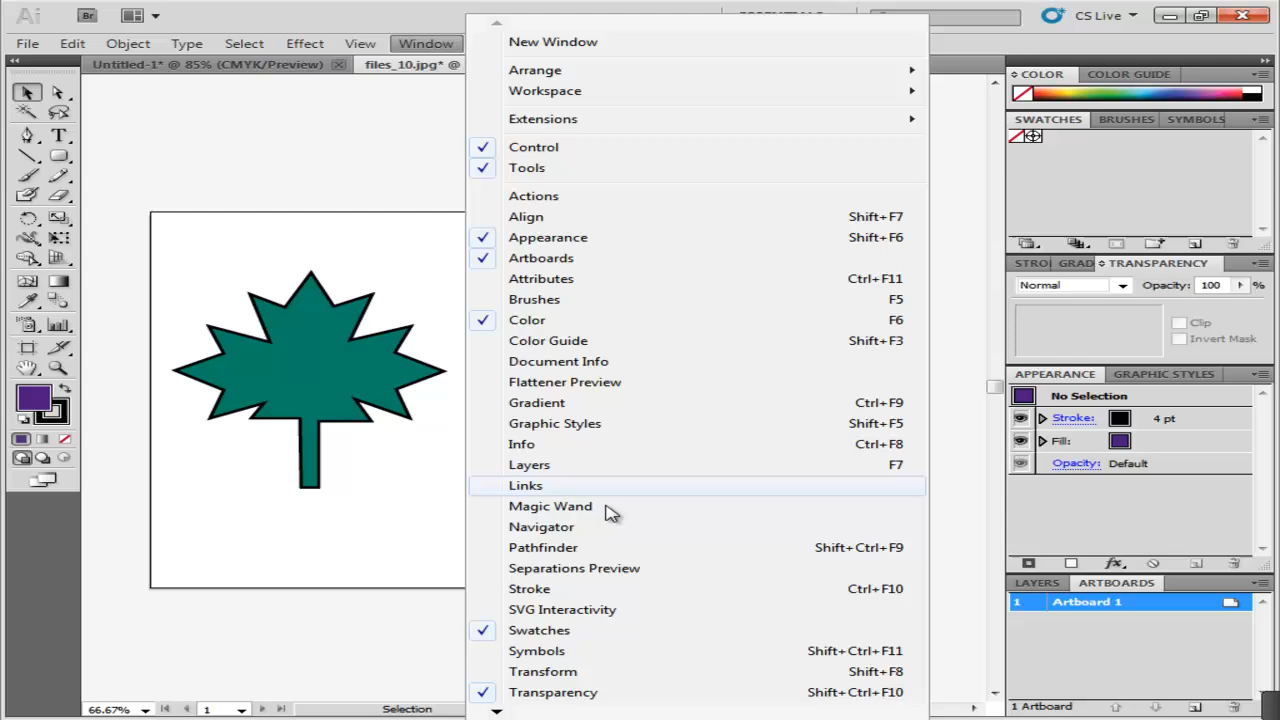 Ai
Br
CS Live
File
Edit
Object
Type
Select
Effect
View
Window
Untitled-1* @ 85% (CMYK/Preview)
files_10.jpg* @
New Window
Arrange
Workspace
Extensions
Control
Tools
Actions
Align Shift+F7
Appearance Shift+F6
Artboards
Attributes Ctrl+F11
Brushes F5
Color F6
Color Guide Shift+F3
Document Info
Flattener Preview
Gradient Ctrl+F9
Graphic Styles Shift+F5
Info Ctrl+F8
Layers F7
Links
Magic Wand
Navigator
Pathfinder Shift+Ctrl+F9
Separations Preview
Stroke Ctrl+F10
SVG Interactivity
Swatches
Symbols Shift+Ctrl+F11
Transform Shift+F8
Transparency Shift+Ctrl+F10
COLOR COLOR GUIDE
SWATCHES BRUSHES SYMBOLS
STRO GRAD TRANSPARENCY
Normal Opacity: 100 %
Clip
Invert Mask
APPEARANCE GRAPHIC STYLES
No Selection
Stroke: 4 pt
Fill:
Opacity: Default
LAYERS ARTBOARDS
1 Artboard 1
1 Artboard
66.67% 1 Selection